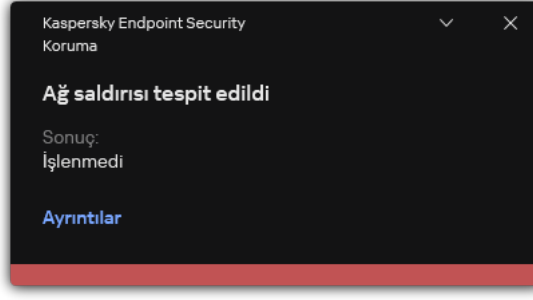 Kaspersky Endpoint Security
Koruma
Ağ saldırısı tespit edildi
Sonuç:
İşlenmedi
Ayrıntılar